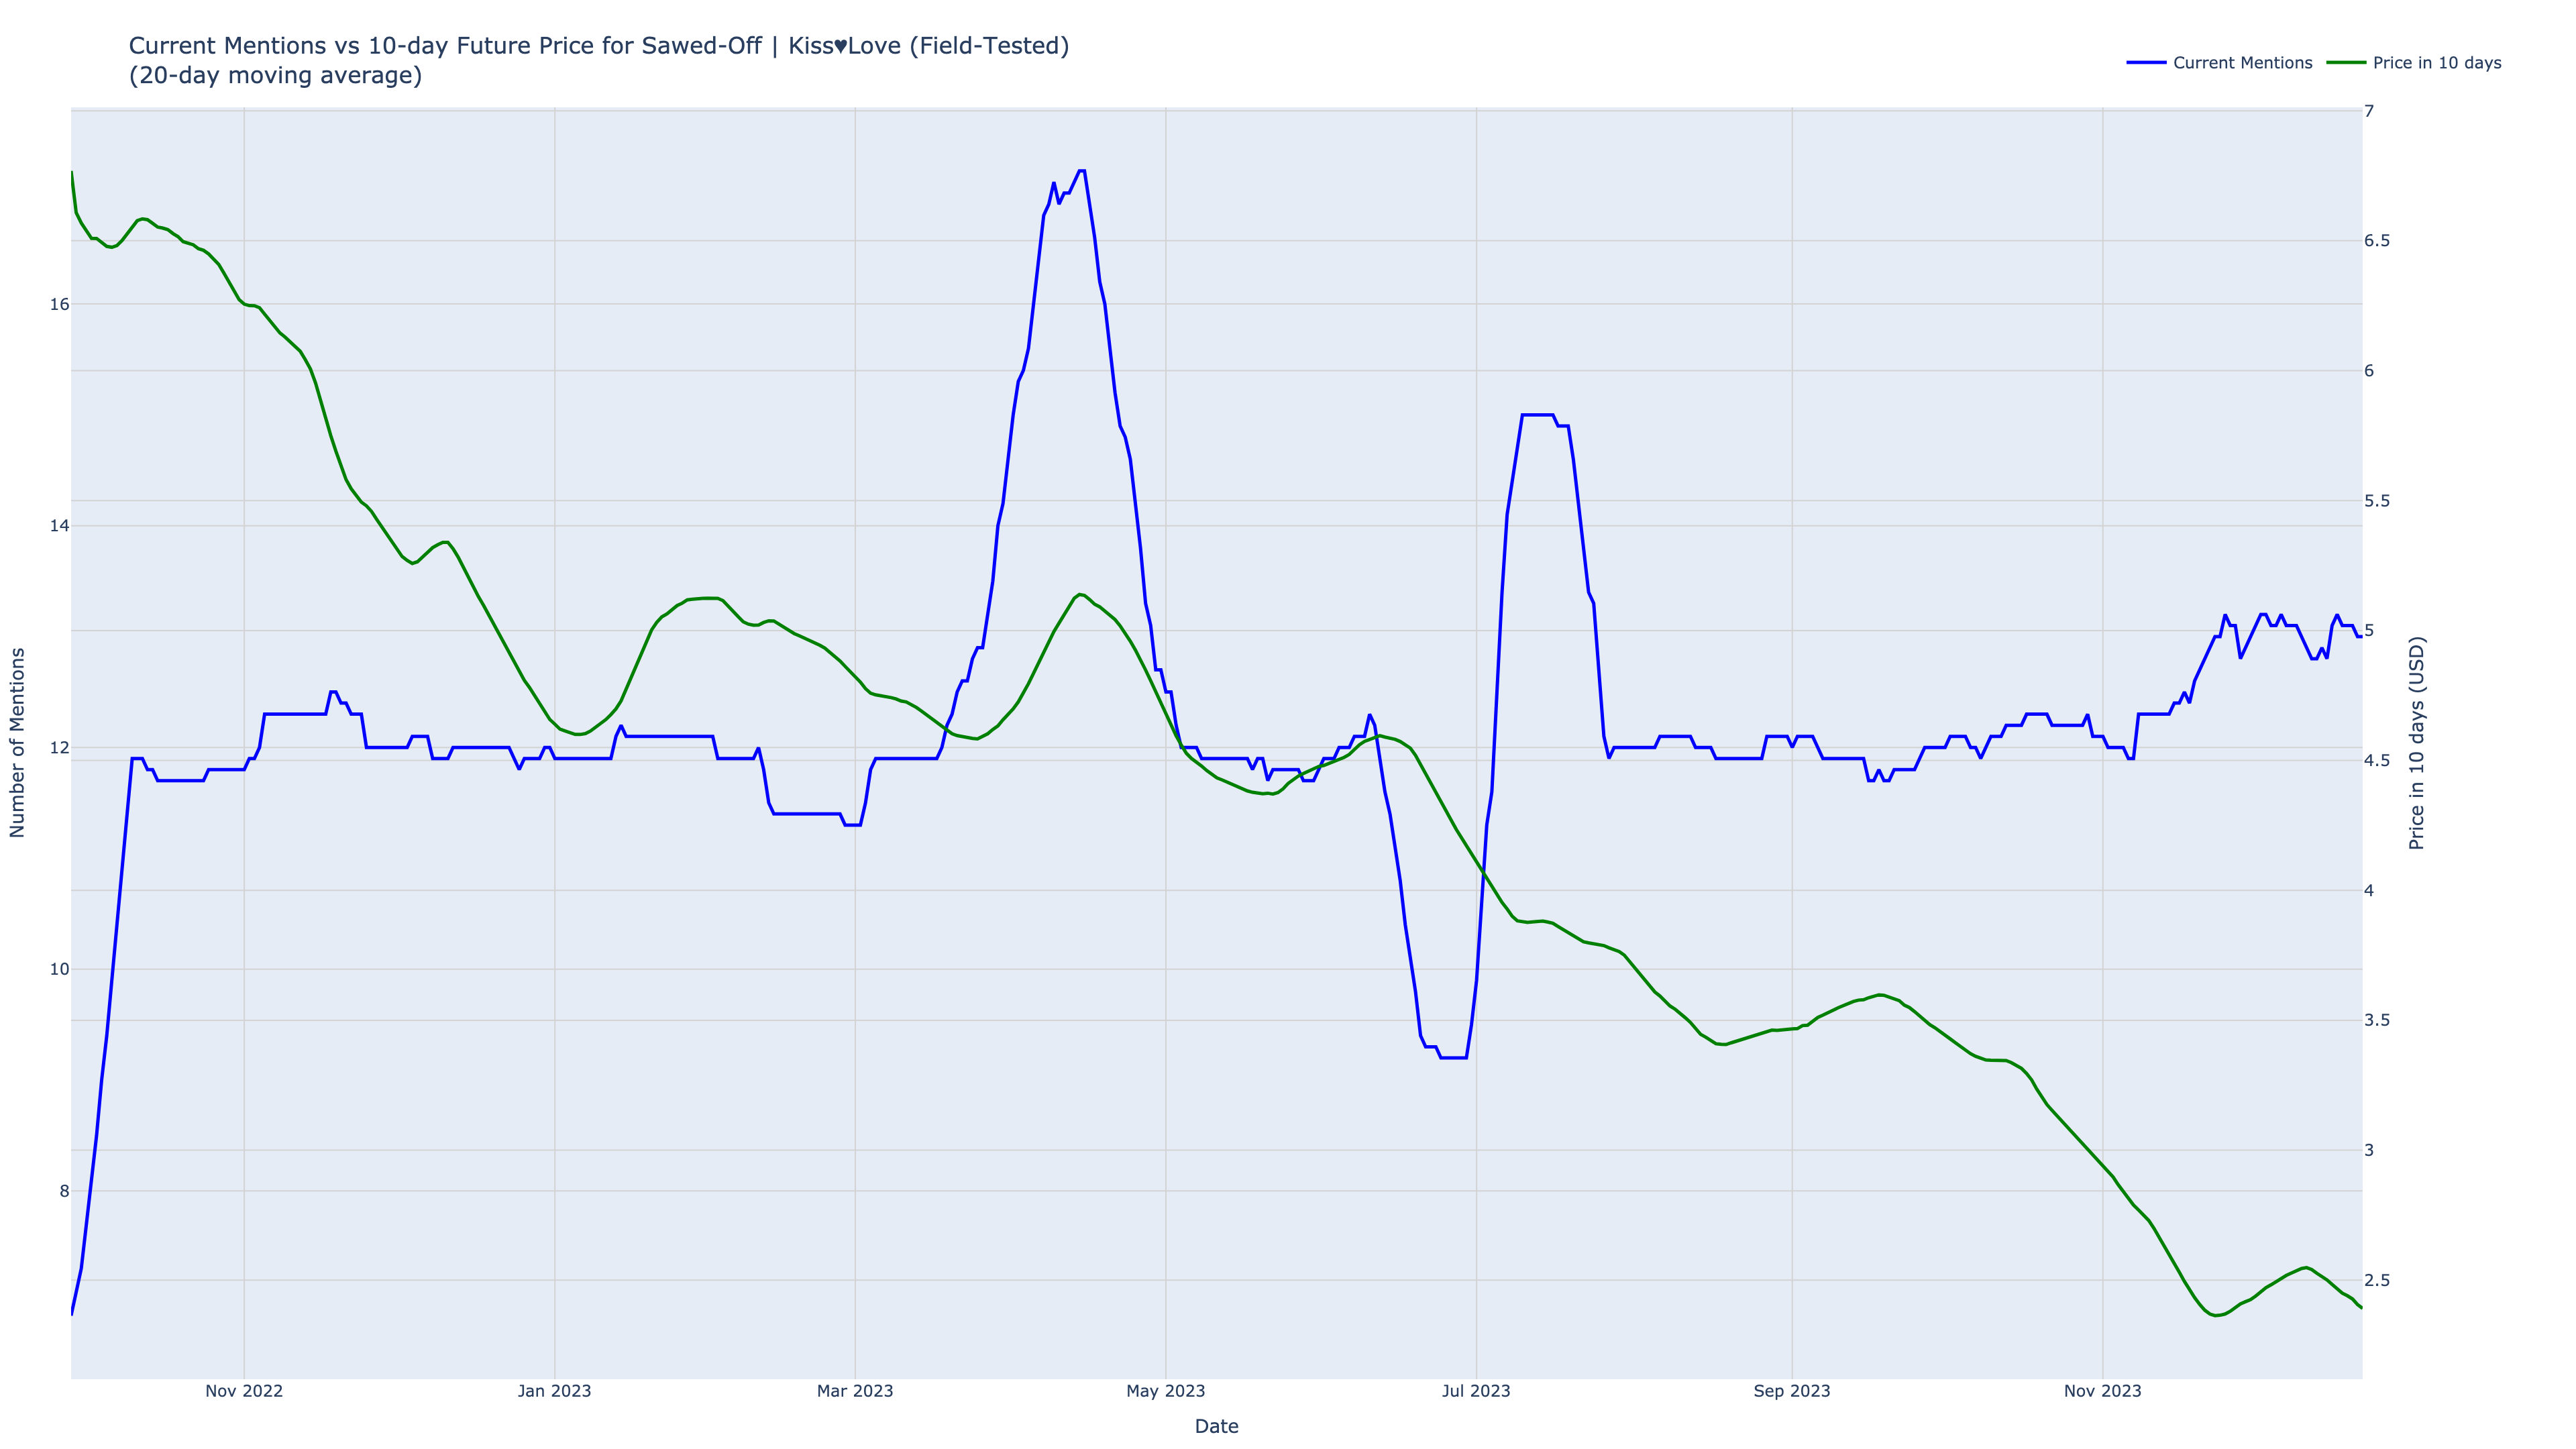 Current Mentions vs 10-day Future Price for Sawed-Off | Kiss♥Love (Field-Tested)
(20-day moving average)
Current Mentions
Price in 10 days
7
6.5
16
6
5.5
14
5
12
4.5
4
10
3.5
3
8
2.5
Number of Mentions
Price in 10 days (USD)
Nov 2022
Jan 2023
Mar 2023
May 2023
Jul 2023
Sep 2023
Nov 2023
Date